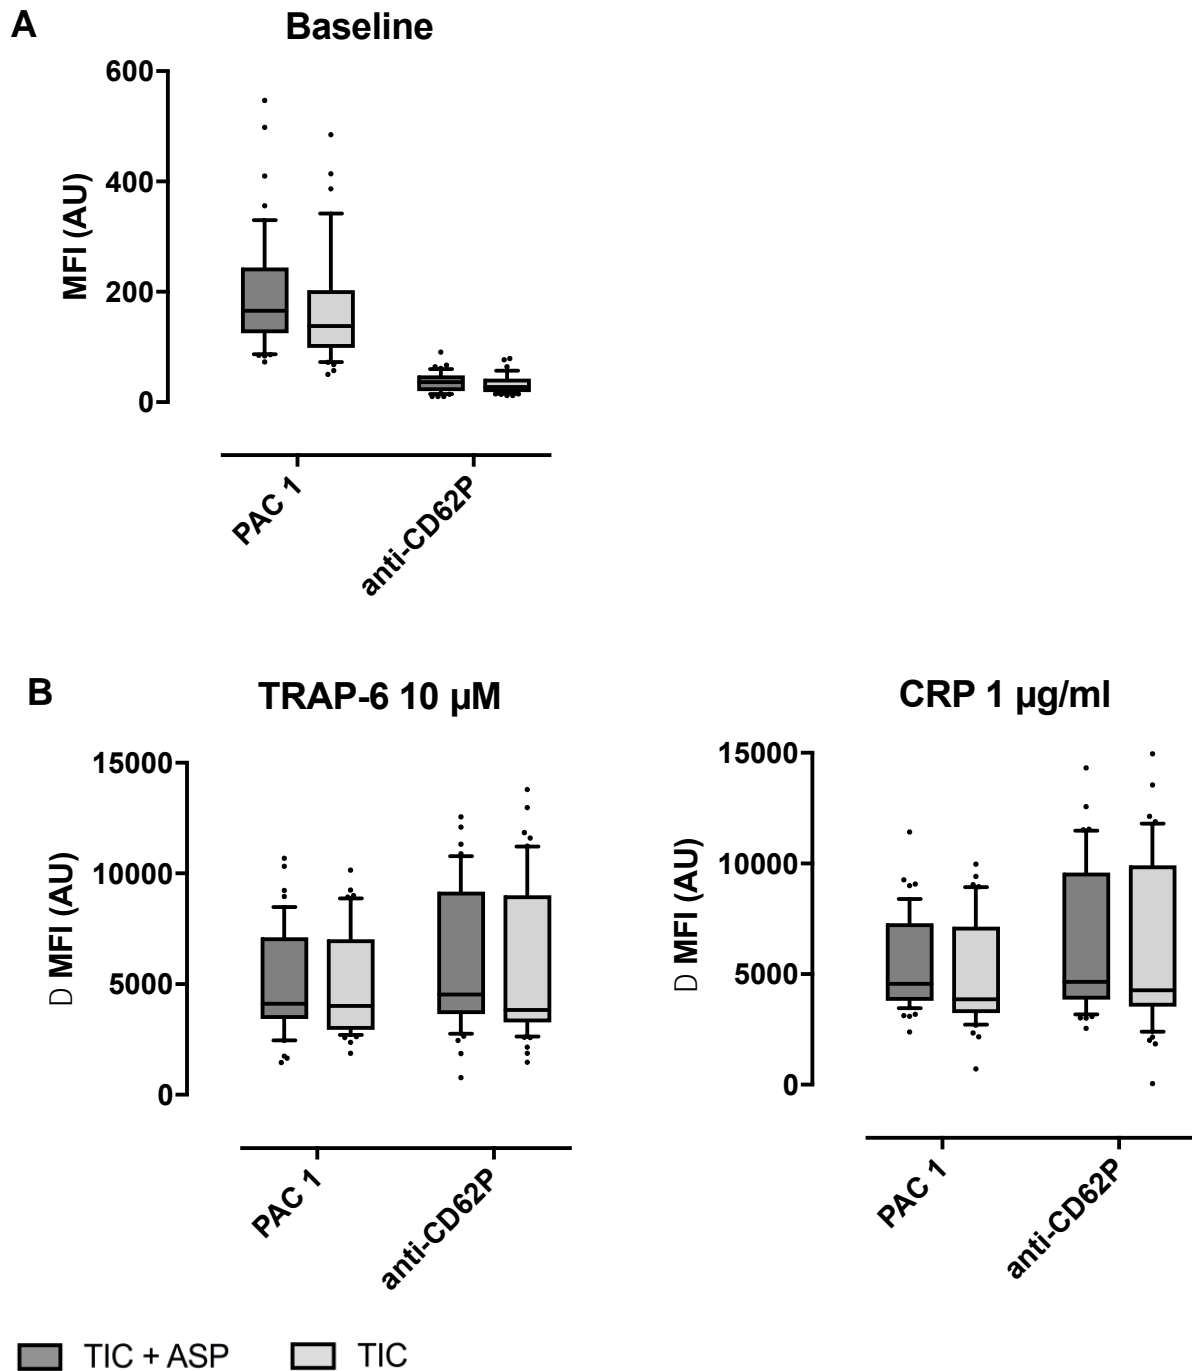 A
Baseline
600
400
200
0
MFI (AU)
PAC 1
anti-CD62P
B
TRAP-6 10 µM
15000
10000
5000
0
D MFI (AU)
PAC 1
anti-CD62P
CRP 1 µg/ml
15000
10000
5000
0
D MFI (AU)
PAC 1
anti-CD62P
TIC + ASP
TIC